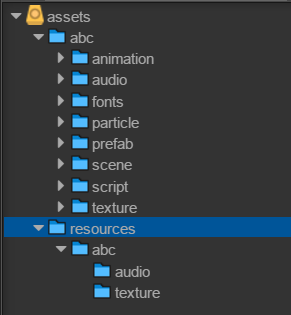 assets
abc
animation
audio
fonts
particle
prefab
scene
script
texture
resources
abc
audio
texture